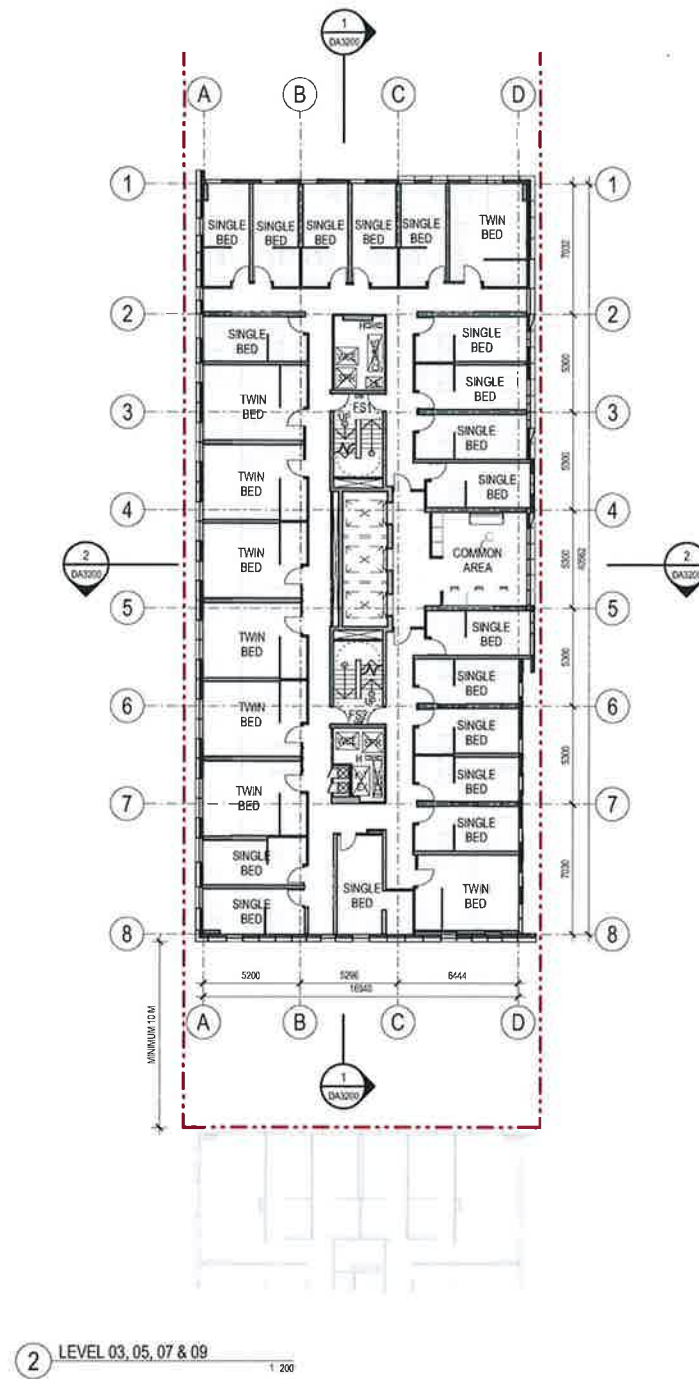 1
DA3200
A B C D
1 1
SINGLE
BED
SINGLE
BED
SINGLE
BED
SINGLE
BED
SINGLE
BED
TWIN
BED
7032
2 2
SINGLE
BED
SINGLE
BED
5300
TWIN
BED
SINGLE
BED
3 3
FS1
SINGLE
BED
5300
TWIN
BED
SINGLE
BED
4 4
TWIN
BED
COMMON
AREA
5300
2
DA3200
2
DA3200
5 5
TWIN
BED
SINGLE
BED
5300
SINGLE
BED
TWIN
BED
6 6
FS2
SINGLE
BED
5300
TWIN
BED
SINGLE
BED
7 7
SINGLE
BED
SINGLE
BED
7030
SINGLE
BED
SINGLE
BED
TWIN
BED
8 8
5200 5296 6444
16940
A B C D
MINIMUM 10 M
1
DA3200
2 LEVEL 03, 05, 07 & 09
1 200